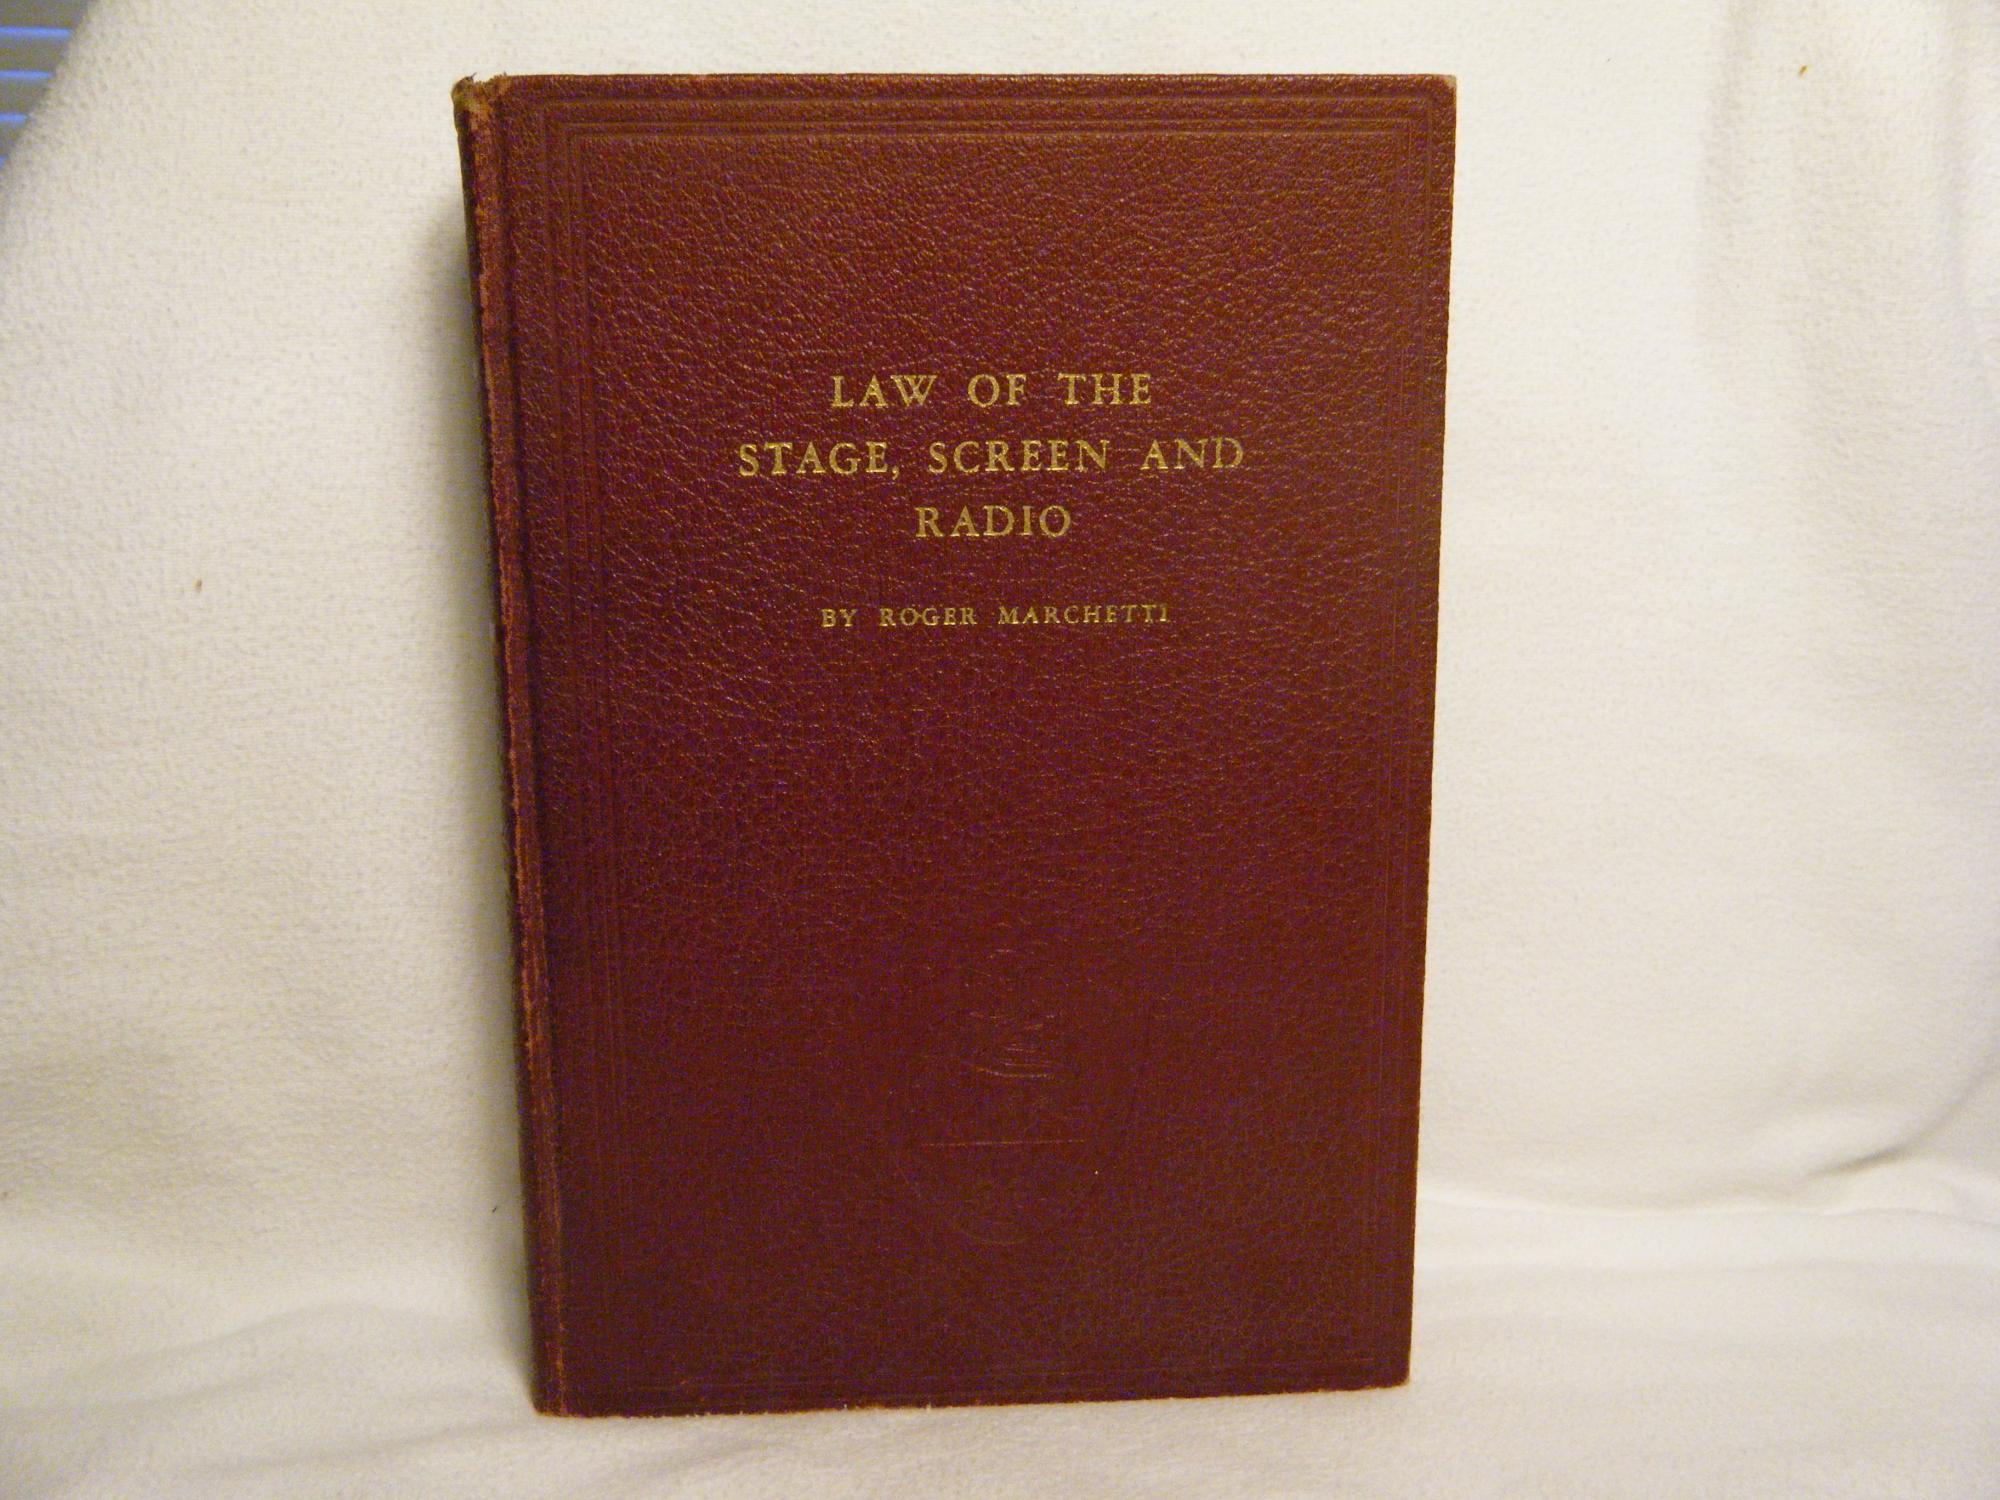 LAW OF THE
STAGE, SCREEN AND
RADIO
BY ROGER MARCHETTI